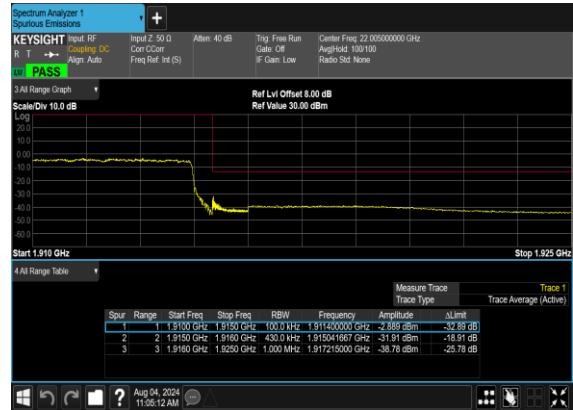 Spectrum Analyzer 1
Spurious Emissions
KEYSIGHT Input: RF Input Z: 50 Ω Atten: 40 dB Trig: Free Run Center Freq: 22.005000000 GHz
R T Coupling: DC Corr CCorr Gate: Off Avg|Hold: 100/100
Align: Auto Freq Ref: Int (S) IF Gain: Low Radio Std: None
LW PASS
3 All Range Graph
Ref Lvl Offset 8.00 dB
Scale/Div 10.0 dB Ref Value 30.00 dBm
Log
20.0
10.0
0.00
-10.0
-20.0
-30.0
-40.0
-50.0
-60.0
Start 1.910 GHz Stop 1.925 GHz
4 All Range Table
Measure Trace Trace 1
Trace Type Trace Average (Active)
Spur Range Start Freq Stop Freq RBW Frequency Amplitude ΔLimit
1 1 1.9100 GHz 1.9150 GHz 100.0 kHz 1.911400000 GHz -2.889 dBm -32.89 dB
2 2 1.9150 GHz 1.9160 GHz 430.0 kHz 1.915041667 GHz -31.91 dBm -18.91 dB
3 3 1.9160 GHz 1.9250 GHz 1.000 MHz 1.917215000 GHz -38.78 dBm -25.78 dB
? Aug 04, 2024
11:05:12 AM